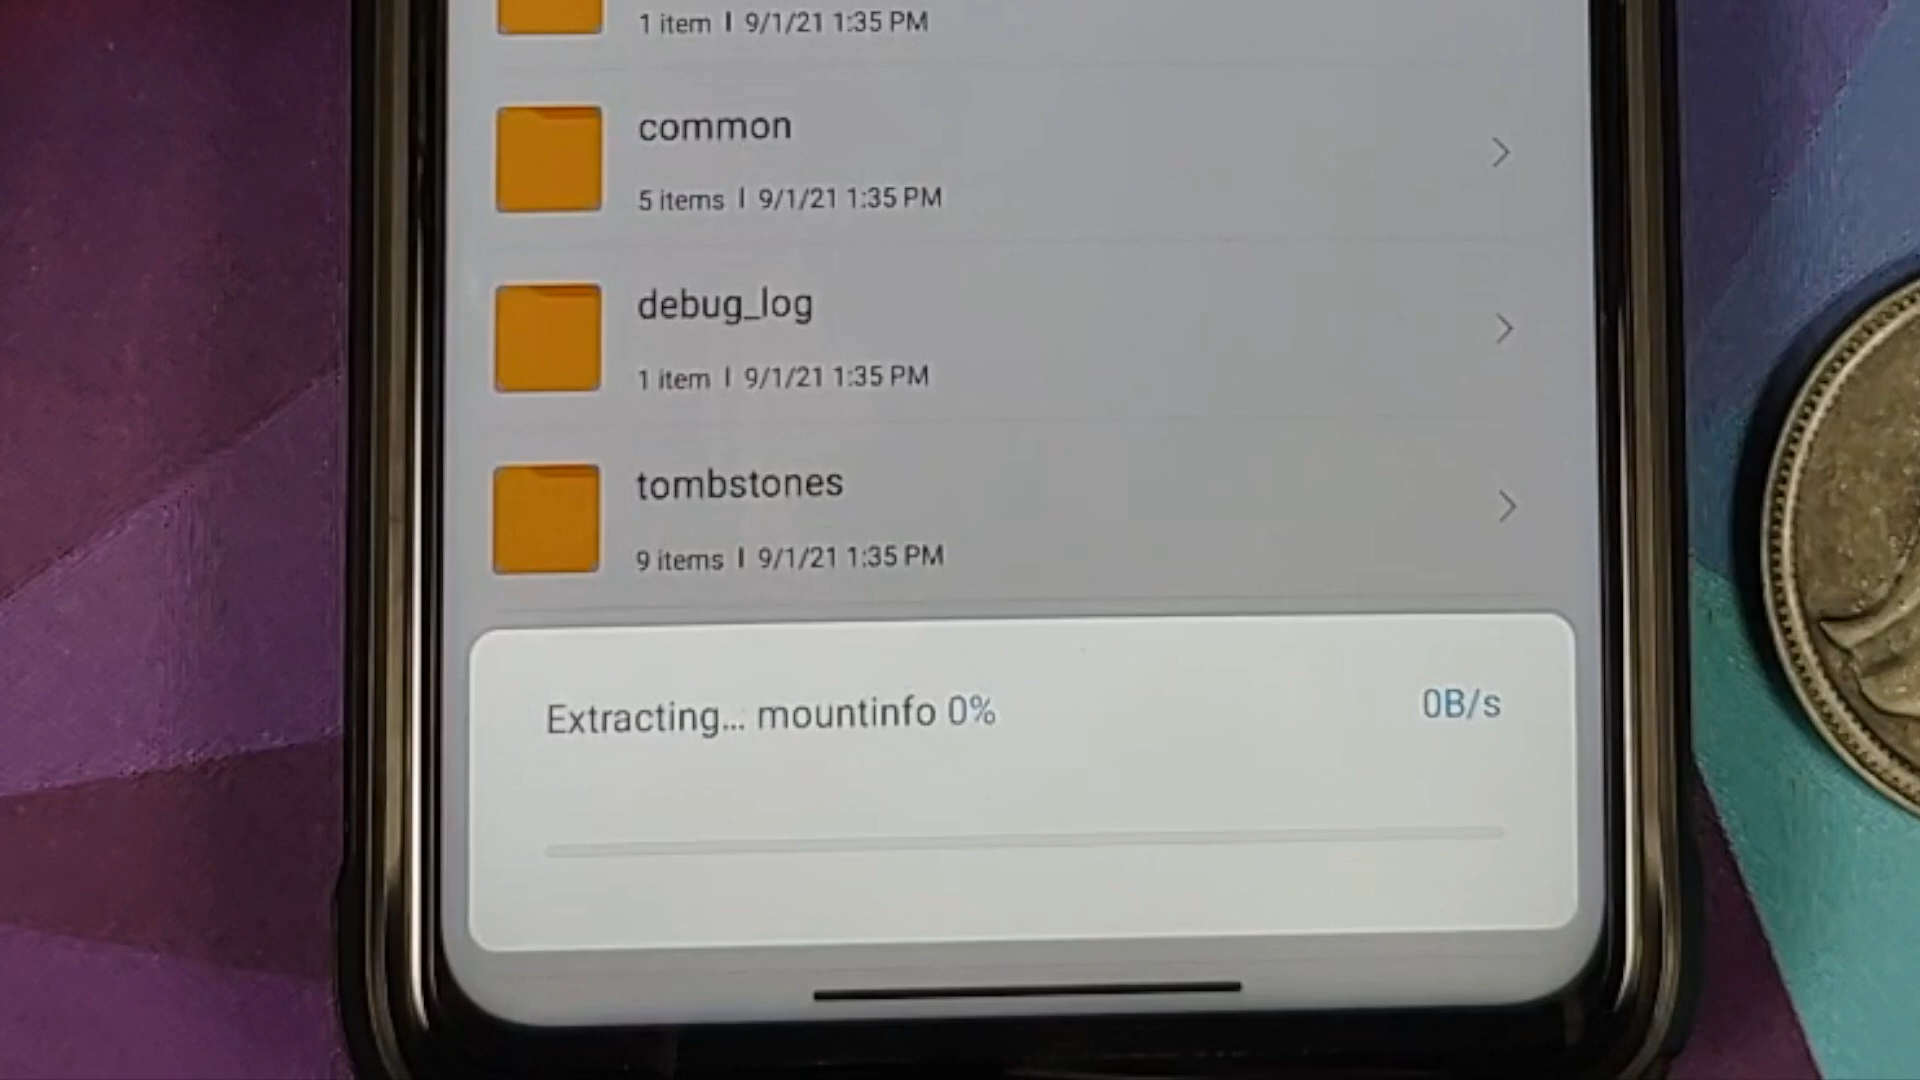 1 item | 9/1/21 1:35 PM
common
5 items | 9/1/21 1:35 PM
debug_log
1 item | 9/1/21 1:35 PM
tombstones
9 items | 9/1/21 1:35 PM
Extracting... mountinfo 0%
0B/s